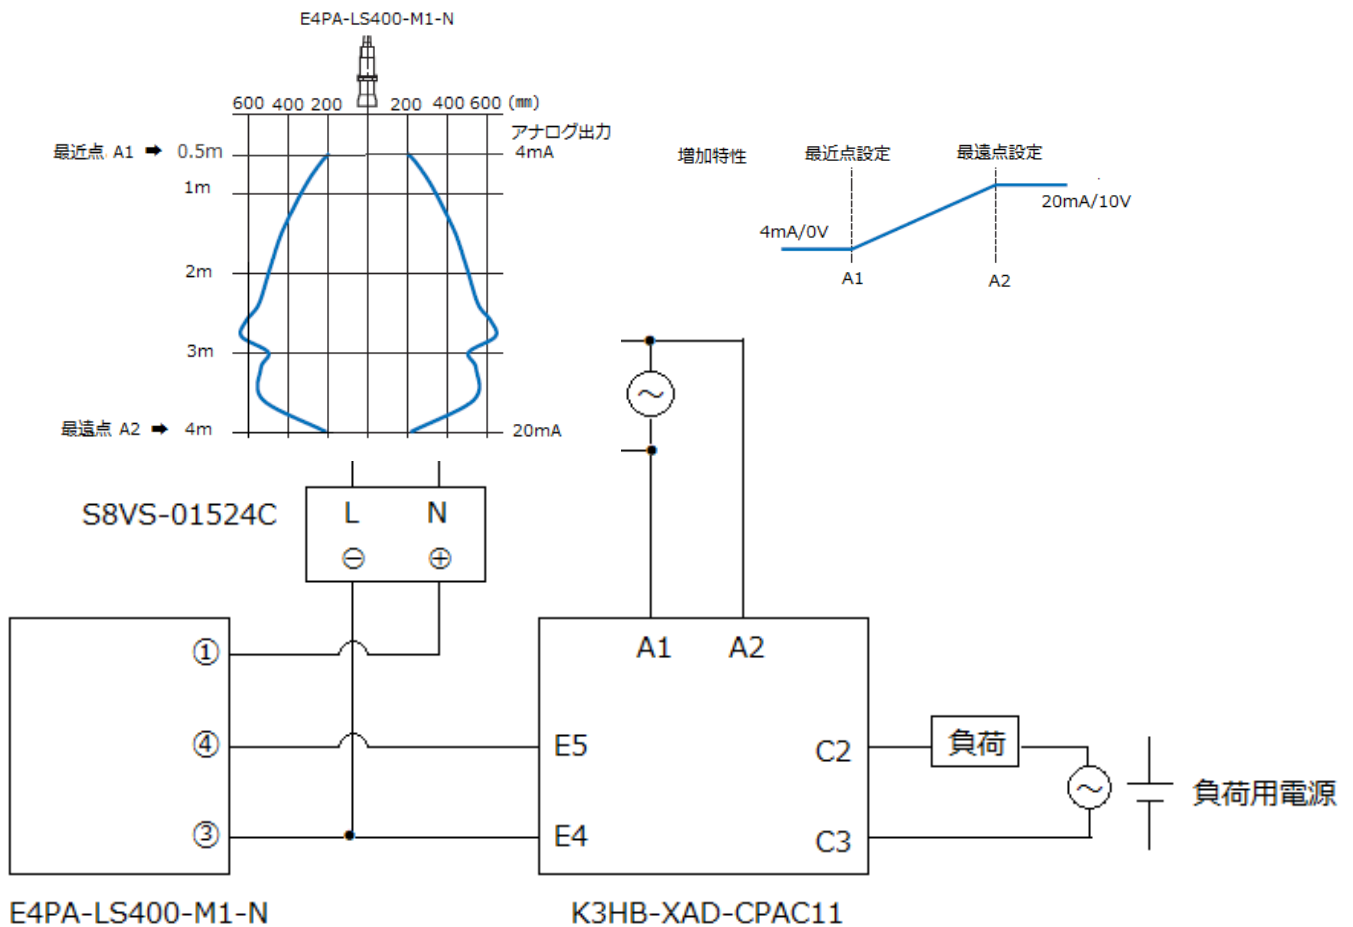 E4PA-LS400-M1-N
600 400 200 200 400 600 (㎜)
アナログ出力
最近点 A1 ➡ 0.5m 4mA
1m
2m
3m
最遠点 A2 ➡ 4m 20mA
増加特性 最近点設定 最遠点設定
20mA/10V
4mA/0V
A1 A2
S8VS-01524C
L N
⊖ ⊕
① 
④
③
E4PA-LS400-M1-N
A1 A2
E5
E4
C2
C3
K3HB-XAD-CPAC11
負荷
負荷用電源